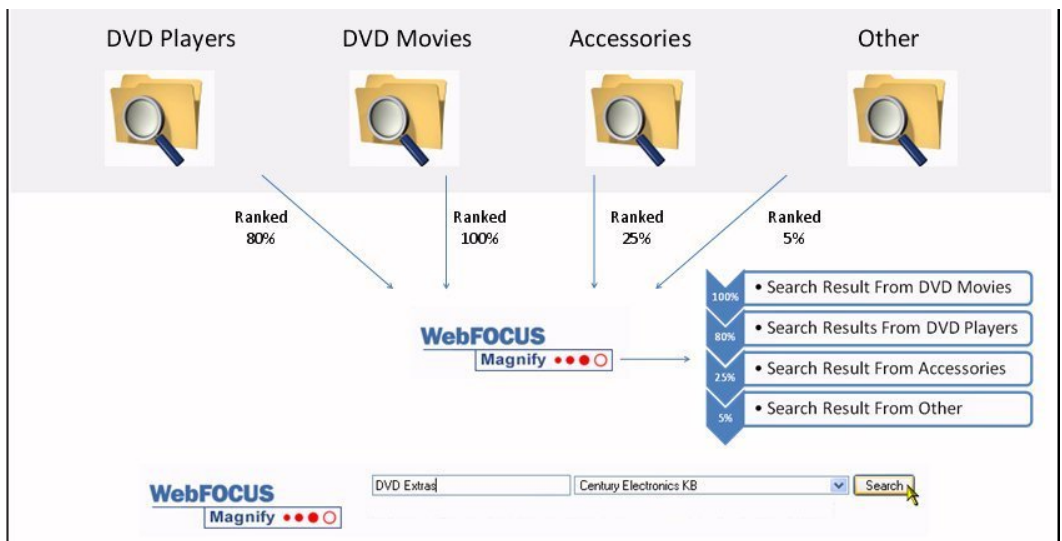 DVD Players DVD Movies Accessories Other
Ranked Ranked Ranked Ranked
80% 100% 25% 5%
100% • Search Result From DVD Movies
80% • Search Results From DVD Players
25% • Search Result From Accessories
5% • Search Result From Other
WebFOCUS
Magnify
WebFOCUS
Magnify
DVD Extras Century Electronics KB Search